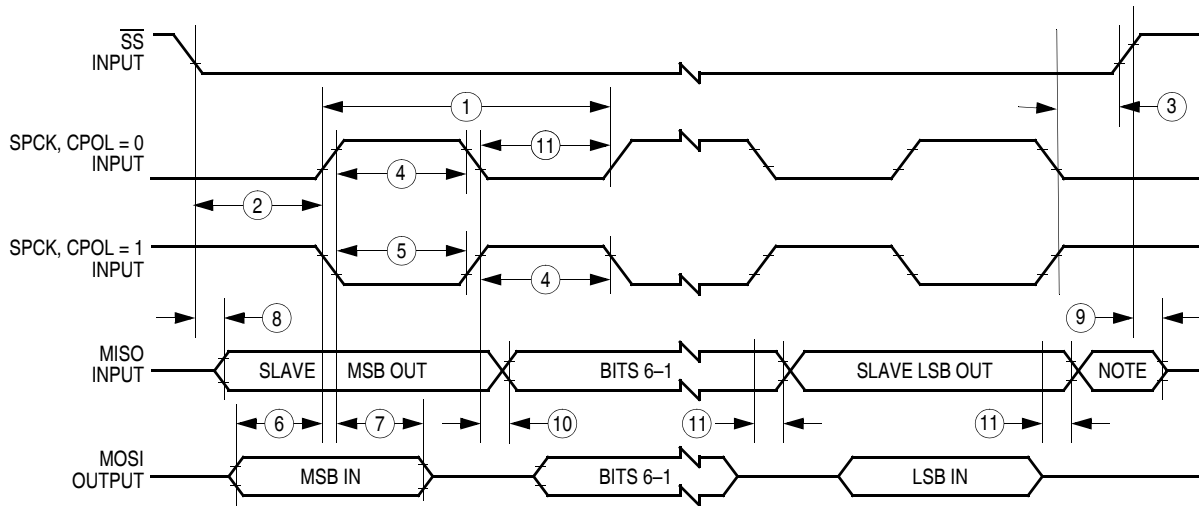 SS
INPUT
1
3
SPCK, CPOL = 0
INPUT
11
4
2
SPCK, CPOL = 1
INPUT
5
4
8
9
MISO
INPUT
SLAVE MSB OUT
BITS 6–1
SLAVE LSB OUT
NOTE
6
7
10
11
11
MOSI
OUTPUT
MSB IN
BITS 6–1
LSB IN